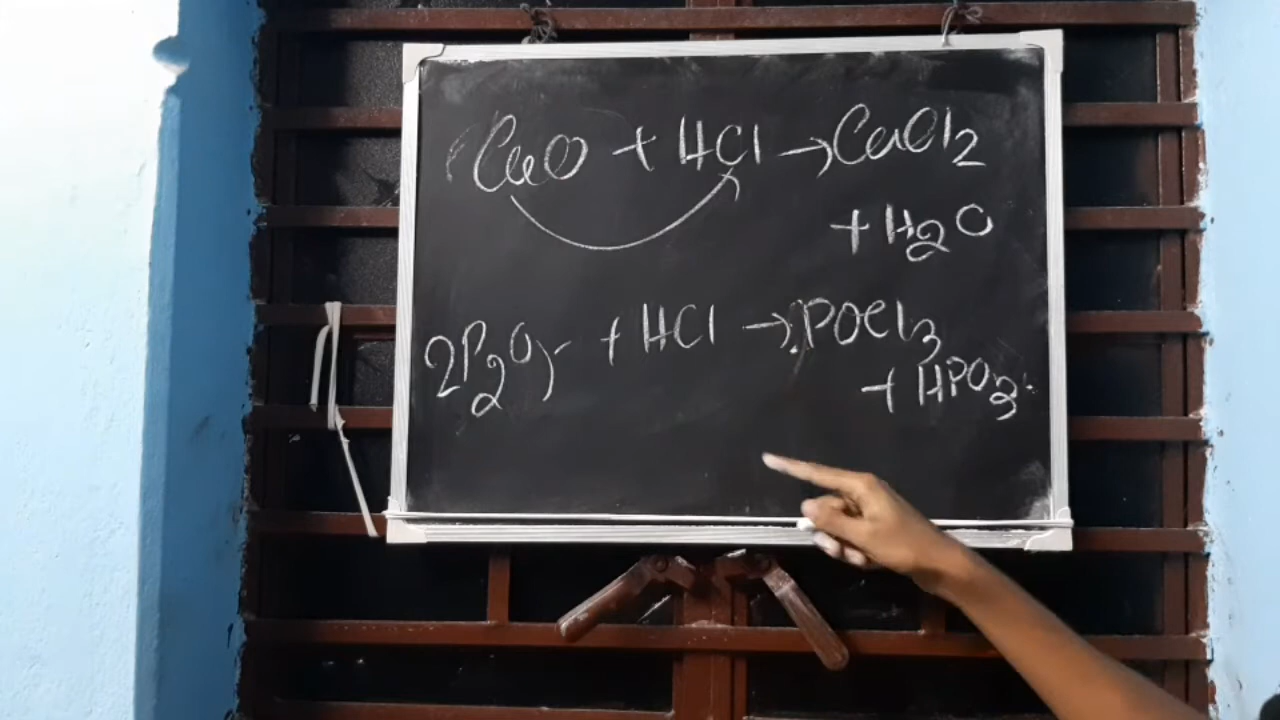 CaO + HCl → CaCl2
+ H2O
2P2O5 + HCl → POCl3
+ HPO3